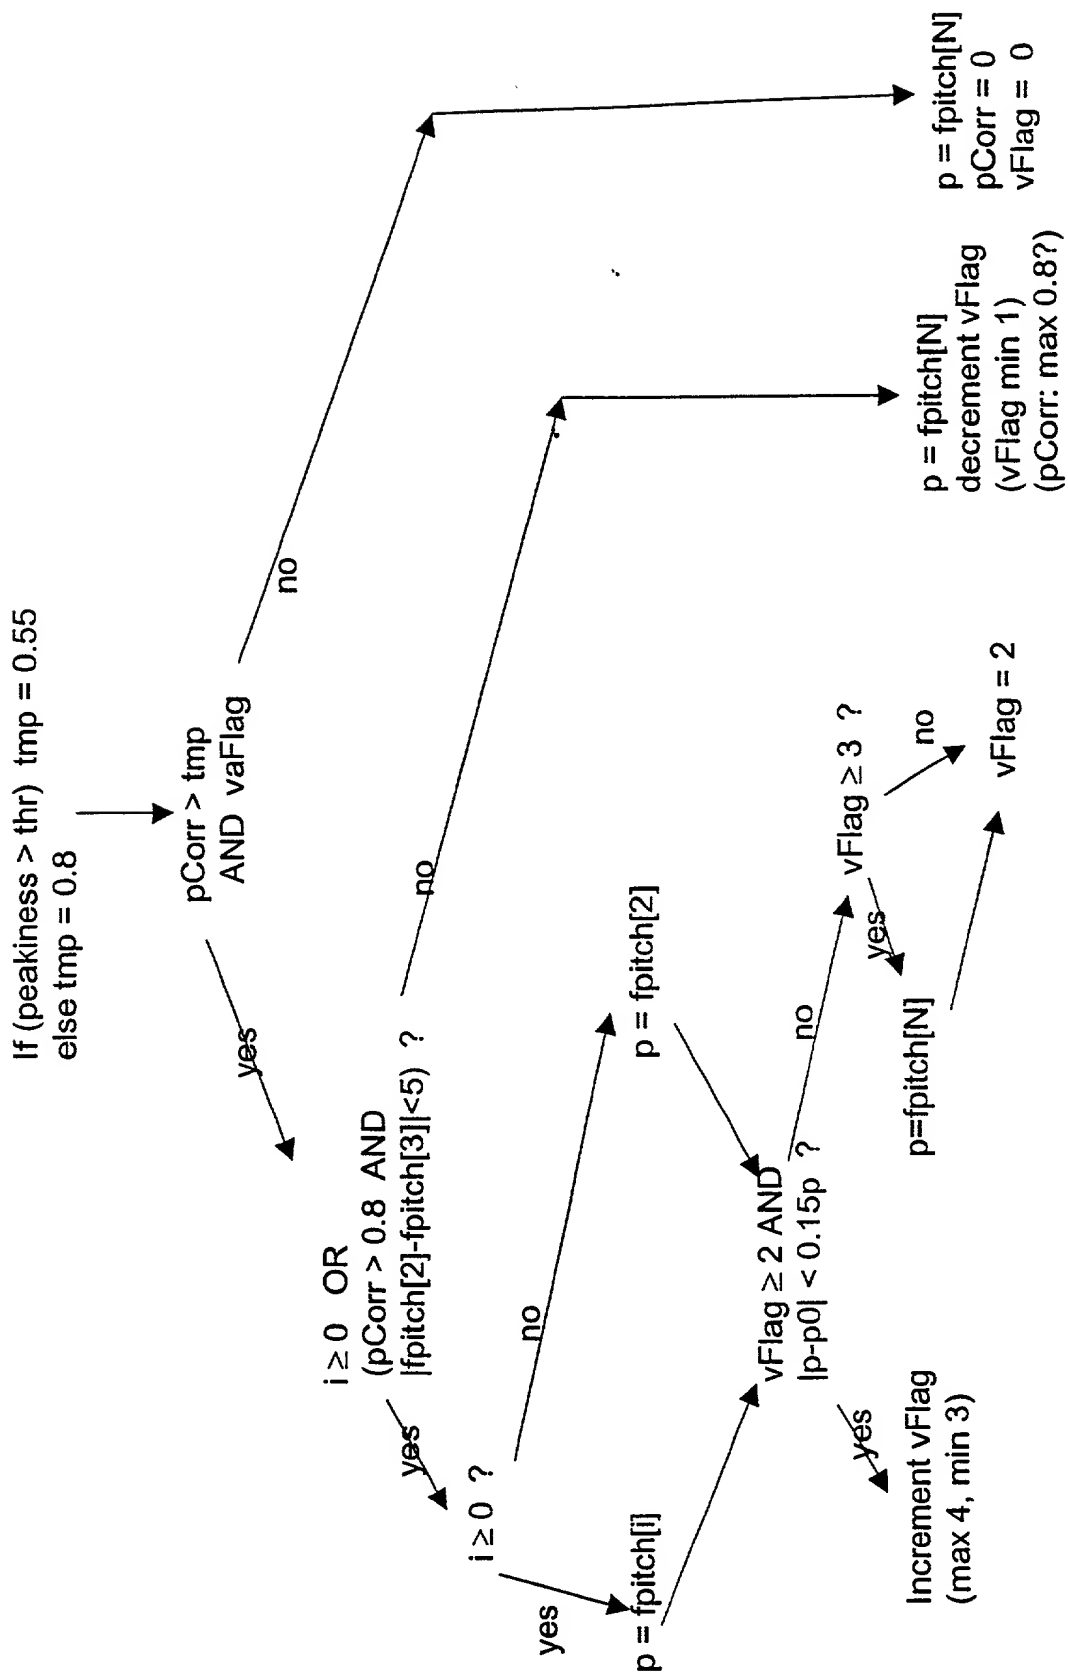 If (peakiness > thr) tmp = 0.55
else tmp = 0.8
pCorr > tmp
AND vaFlag
yes
no
i ≥ 0 OR
(pCorr > 0.8 AND
|fpitch[2]-fpitch[3]|<5) ?
yes
no
i ≥ 0 ?
yes
no
p = fpitch[i]
p = fpitch[2]
vFlag ≥ 2 AND
|p-p0| < 0.15p ?
yes
no
Increment vFlag
(max 4, min 3)
vFlag ≥ 3 ?
yes
no
p=fpitch[N]
vFlag = 2
p = fpitch[N]
decrement vFlag
(vFlag min 1)
(pCorr: max 0.8?)
p = fpitch[N]
pCorr = 0
vFlag = 0